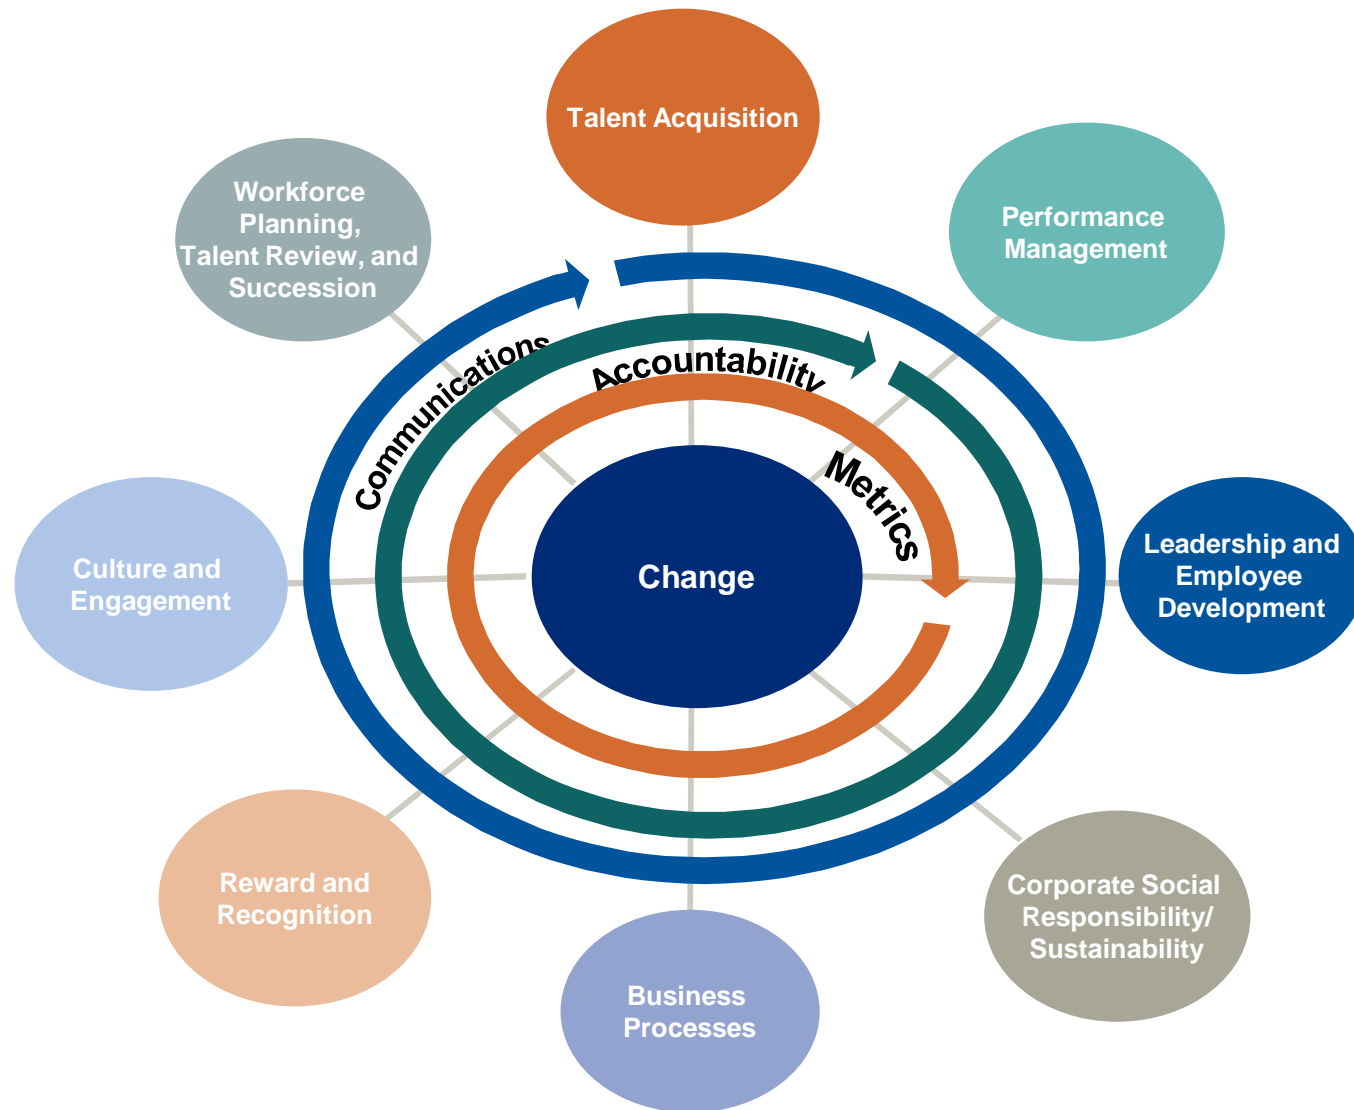 Talent Acquisition
Workforce
Planning,
Talent Review, and
Succession
Performance
Management
Communications
Accountability
Metrics
Culture and
Engagement
Change
Leadership and
Employee
Development
Reward and
Recognition
Corporate Social
Responsibility/
Sustainability
Business
Processes